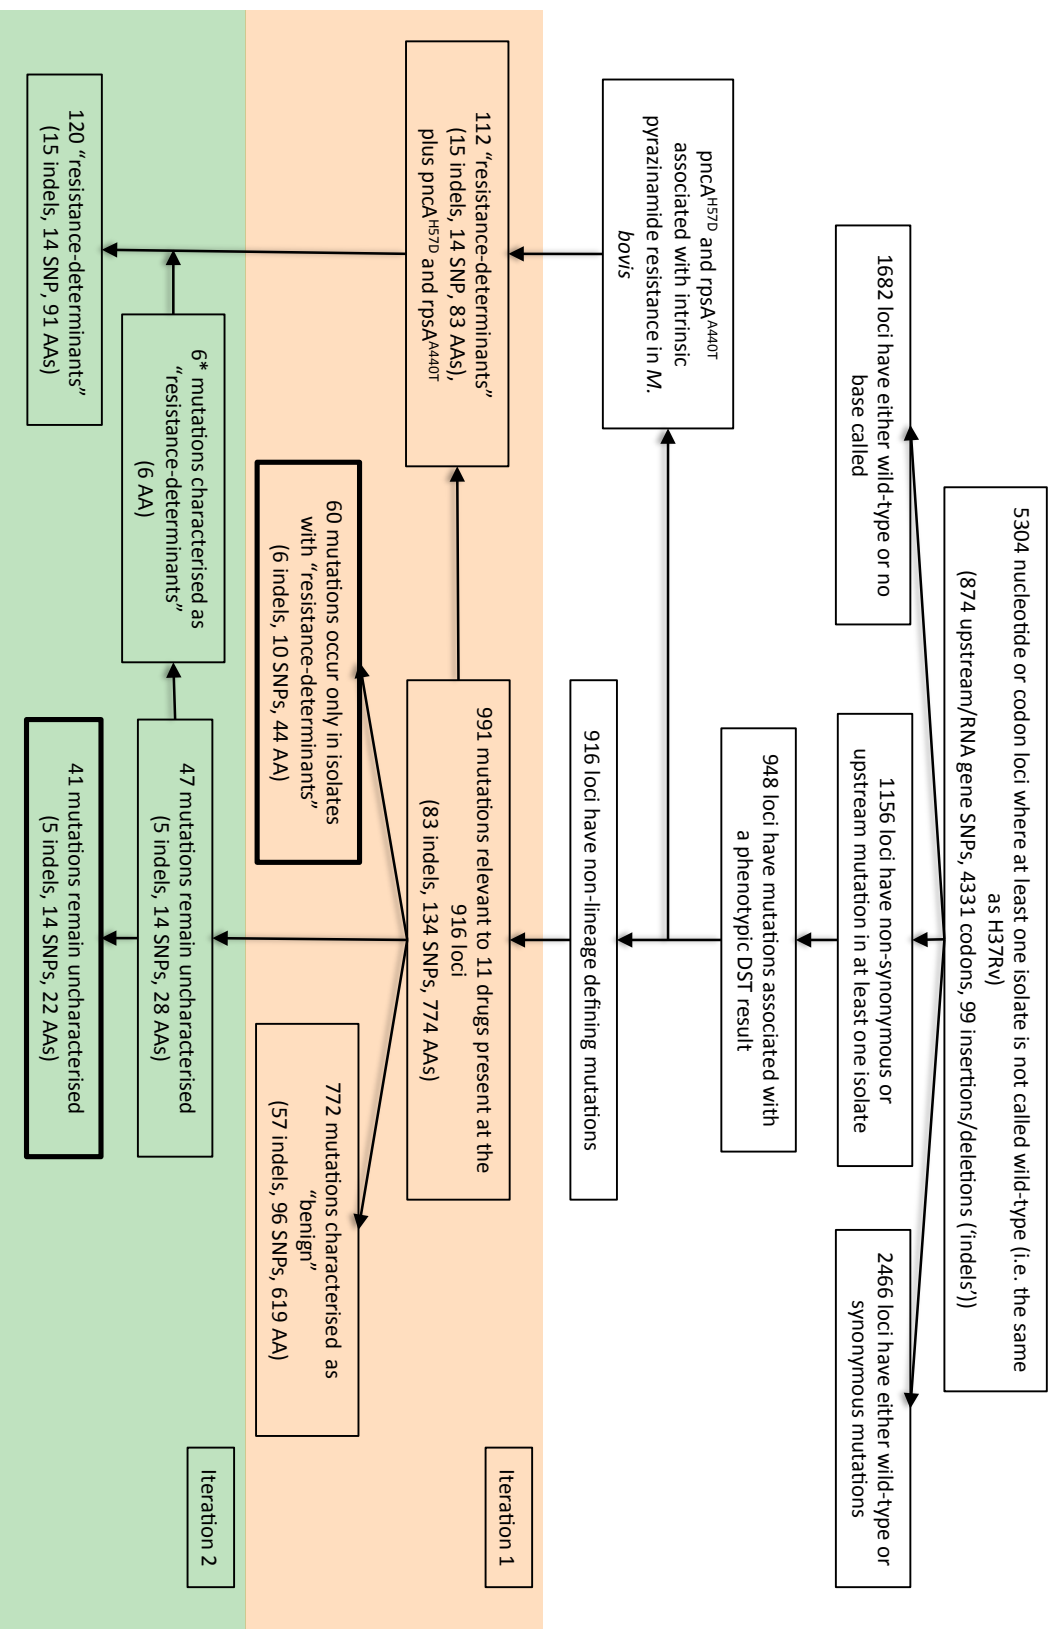 5304 nucleotide or codon loci where at least one isolate is not called wild-type (i.e. the same
as H37Rv)
(874 upstream/RNA gene SNPs, 4331 codons, 99 insertions/deletions (‘indels’))
1682 loci have either wild-type or no
base called
1156 loci have non-synonymous or
upstream mutation in at least one isolate
2466 loci have either wild-type or
synonymous mutations
948 loci have mutations associated with
a phenotypic DST result
pncAH57D and rpsAA440T
associated with intrinsic
pyrazinamide resistance in M.
bovis
916 loci have non-lineage defining mutations
Iteration 1
112 “resistance-determinants”
(15 indels, 14 SNP, 83 AAs),
plus pncAH57D and rpsAA440T
991 mutations relevant to 11 drugs present at the
916 loci
(83 indels, 134 SNPs, 774 AAs)
60 mutations occur only in isolates
with “resistance-determinants”
(6 indels, 10 SNPs, 44 AA)
772 mutations characterised as
“benign”
(57 indels, 96 SNPs, 619 AA)
Iteration 2
6* mutations characterised as
“resistance-determinants”
(6 AA)
47 mutations remain uncharacterised
(5 indels, 14 SNPs, 28 AAs)
120 “resistance-determinants”
(15 indels, 14 SNP, 91 AAs)
41 mutations remain uncharacterised
(5 indels, 14 SNPs, 22 AAs)